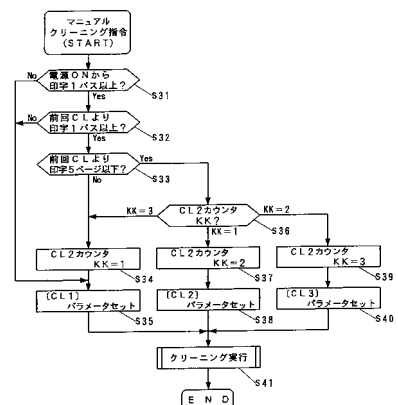 マニュアル
クリーニング指令
(START)
電源ONから
印字1パス以上?
No
Yes
S31
前回CLより
印字1パス以上?
No
Yes
S32
前回CLより
印字5ページ以下?
Yes
No
S33
CL2カウンタ
KK?
KK=3
KK=2
KK=1
S36
CL2カウンタ
KK=1
S34
CL2カウンタ
KK=2
S37
CL2カウンタ
KK=3
S39
[CL1]
パラメータセット
S35
[CL2]
パラメータセット
S38
[CL3]
パラメータセット
S40
クリーニング実行
S41
END